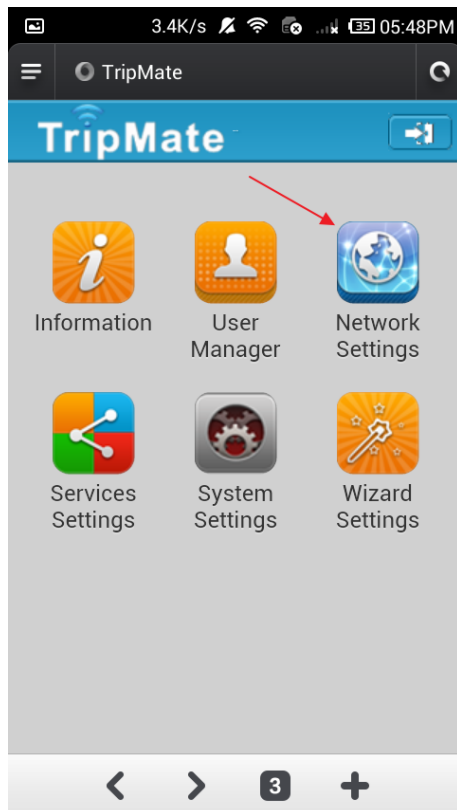 3.4K/s 35 05:48PM
TripMate
TripMate
Information
User
Manager
Network
Settings
Services
Settings
System
Settings
Wizard
Settings
3